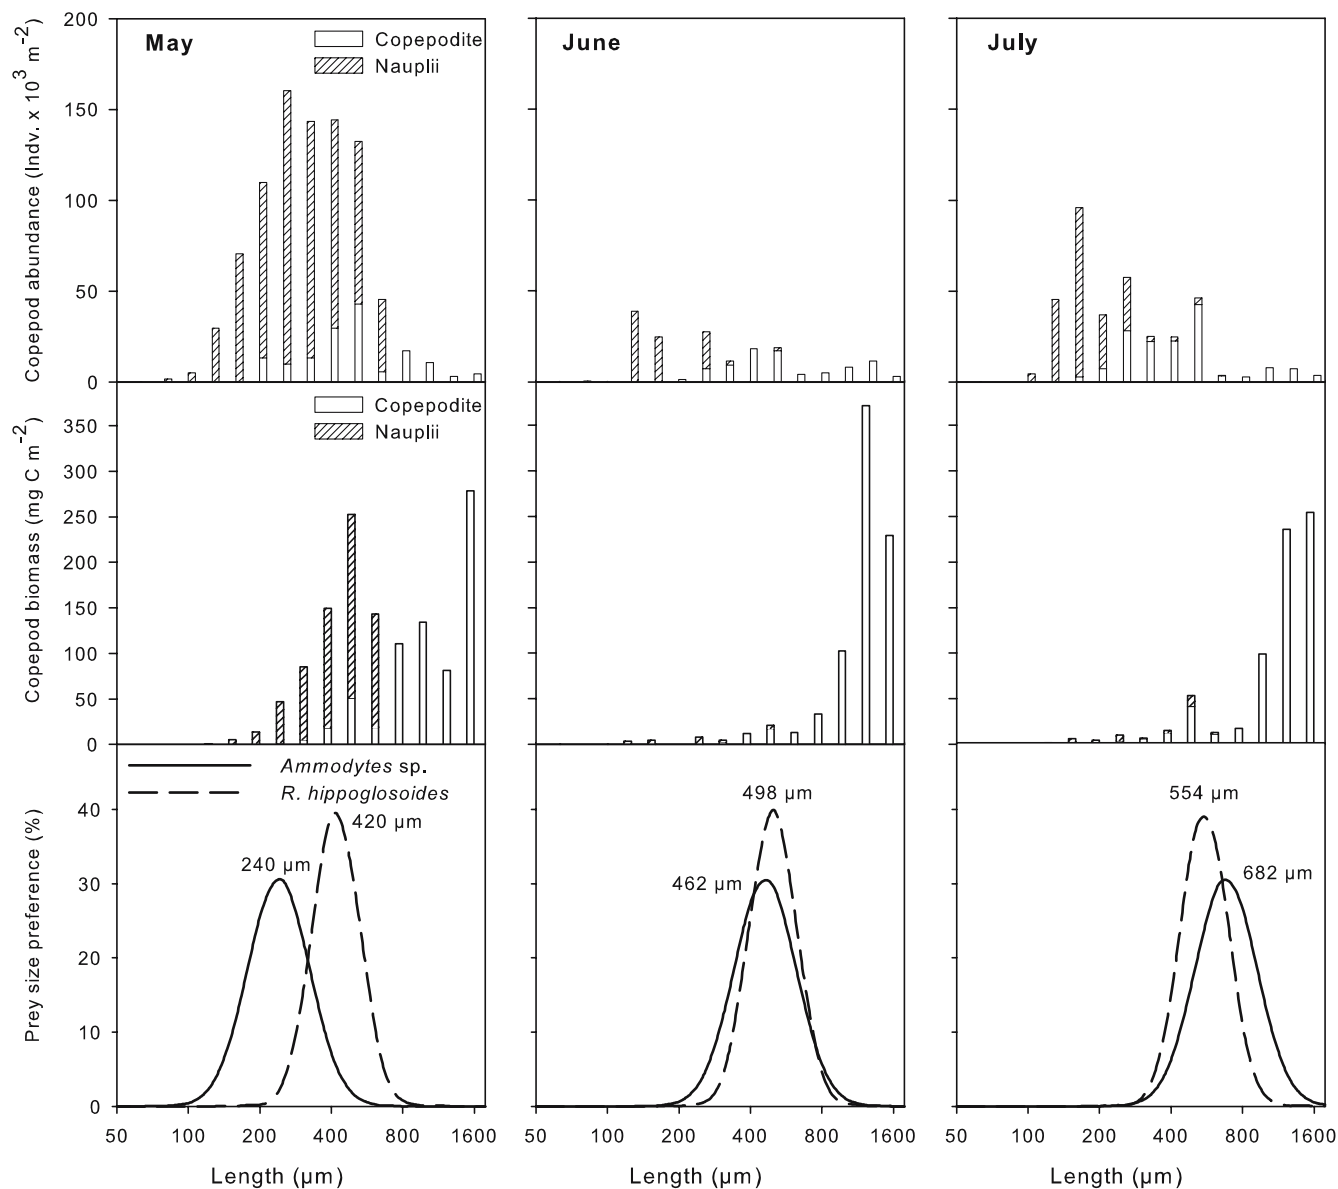 Copepod abundance (Indv. x 10³ m⁻²)
200
150
100
50
0
May
Copepodite
Nauplii
June
July
Copepod biomass (mg C m⁻²)
350
300
250
200
150
100
50
0
Copepodite
Nauplii
Prey size preference (%)
40
30
20
10
0
Ammodytes sp.
R. hippoglosoides
240 µm
420 µm
498 µm
462 µm
554 µm
682 µm
50 100 200 400 800 1600
50 100 200 400 800 1600
50 100 200 400 800 1600
Length (µm)
Length (µm)
Length (µm)